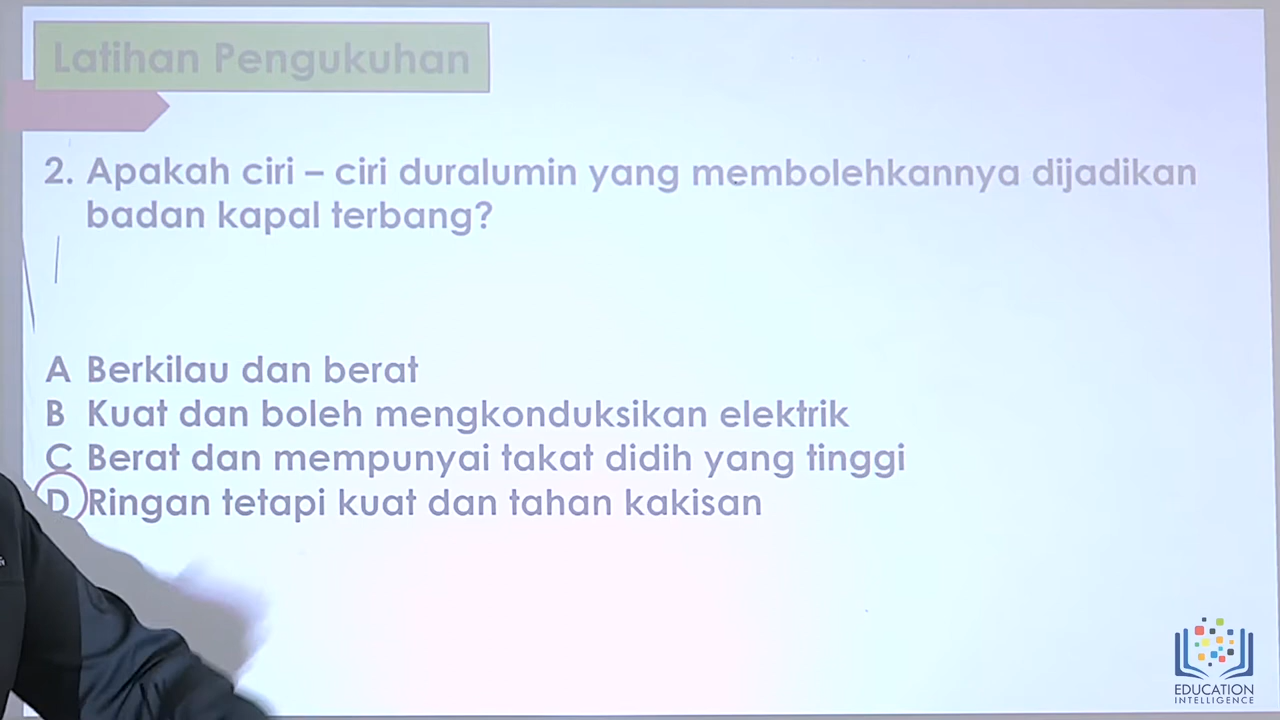 Latihan Pengukuhan
2. Apakah ciri – ciri duralumin yang membolehkannya dijadikan
badan kapal terbang?
A Berkilau dan berat
B Kuat dan boleh mengkonduksikan elektrik
C Berat dan mempunyai takat didih yang tinggi
D Ringan tetapi kuat dan tahan kakisan
EDUCATION
INTELLIGENCE